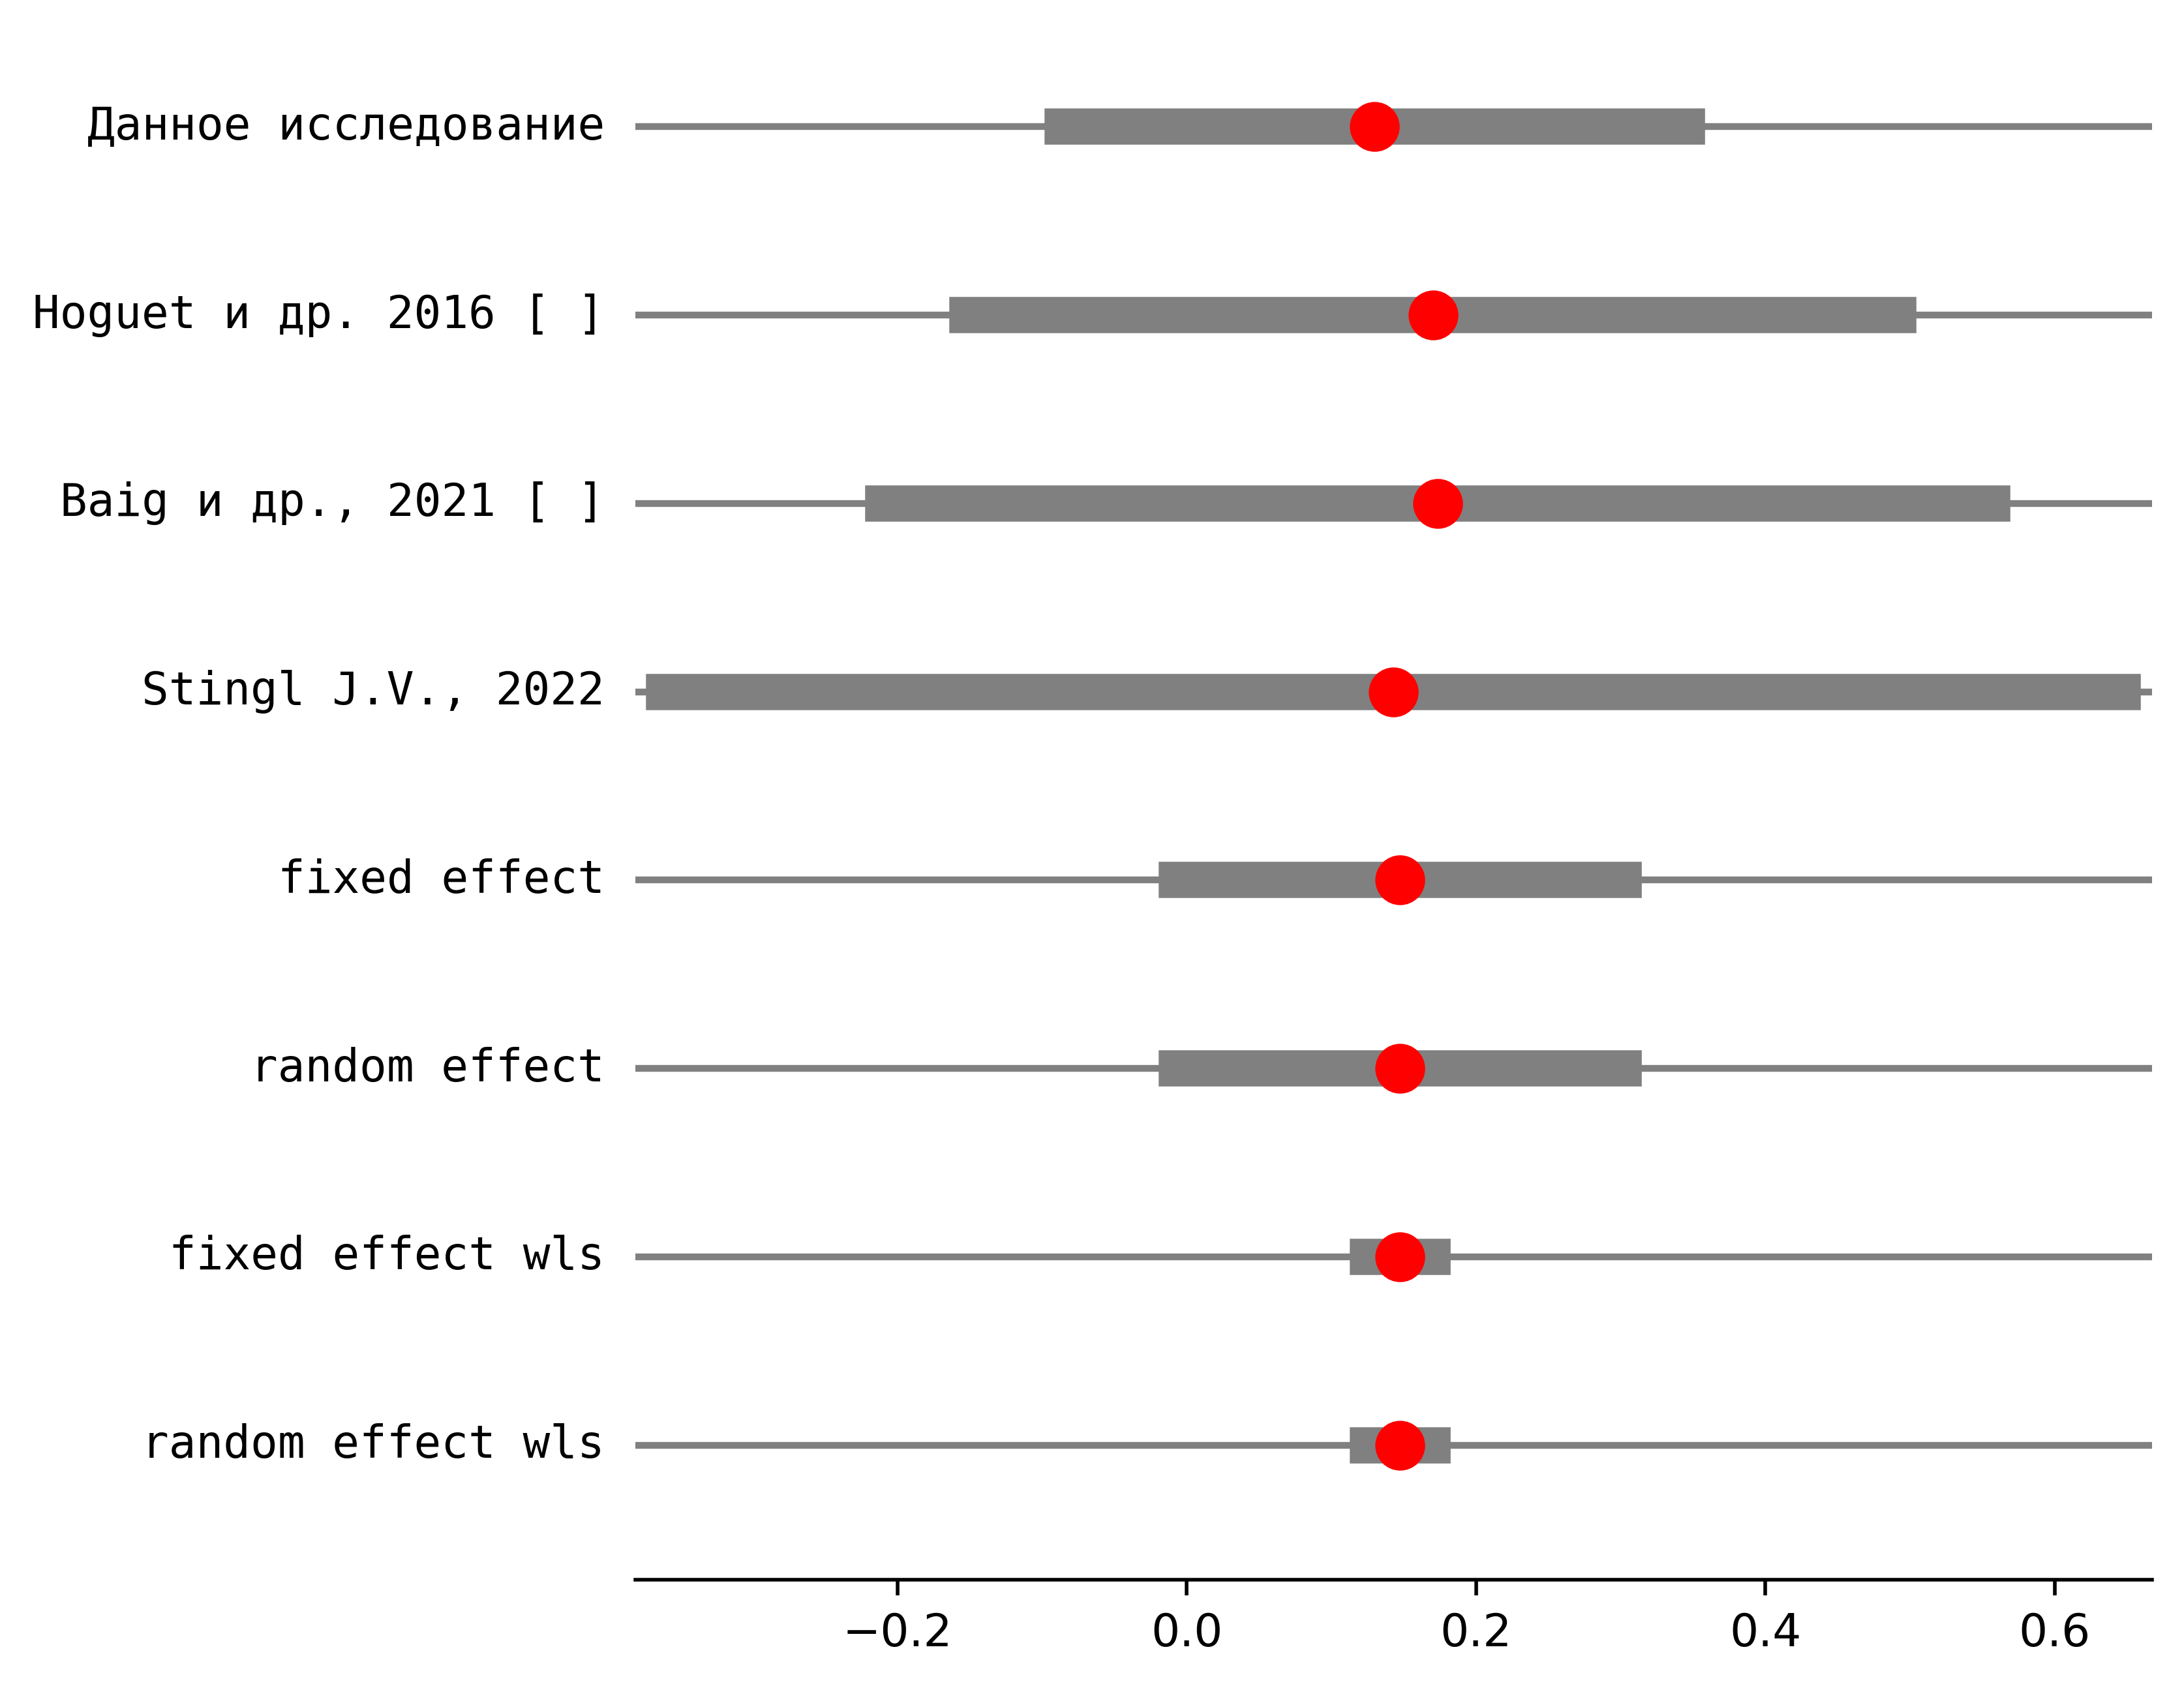 Данное исследование
Hoguet и др. 2016 [ ]
Baig и др., 2021 [ ]
Stingl J.V., 2022
fixed effect
random effect
fixed effect wls
random effect wls
−0.2 0.0 0.2 0.4 0.6